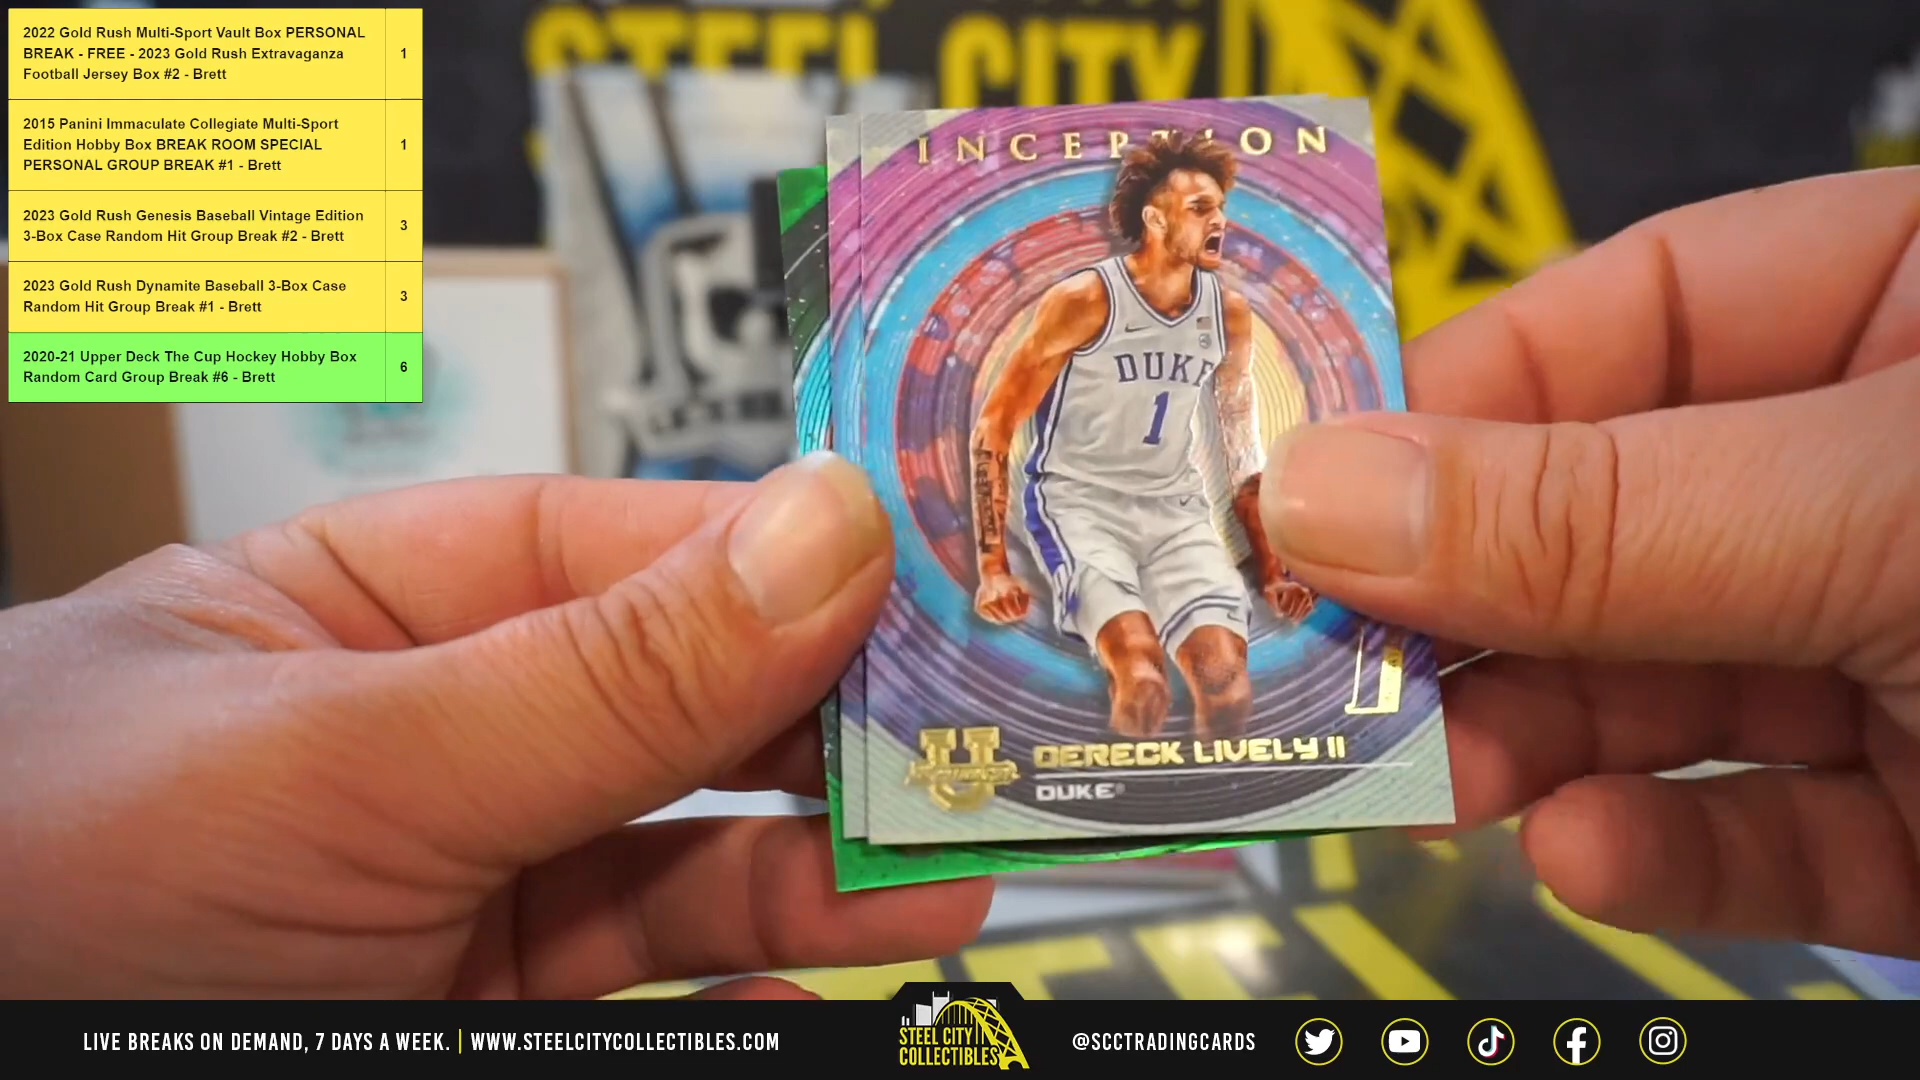 2022 Gold Rush Multi-Sport Vault Box PERSONAL
BREAK - FREE - 2023 Gold Rush Extravaganza
Football Jersey Box #2 - Brett
1
2015 Panini Immaculate Collegiate Multi-Sport
Edition Hobby Box BREAK ROOM SPECIAL
PERSONAL GROUP BREAK #1 - Brett
1
2023 Gold Rush Genesis Baseball Vintage Edition
3-Box Case Random Hit Group Break #2 - Brett
3
2023 Gold Rush Dynamite Baseball 3-Box Case
Random Hit Group Break #1 - Brett
3
2020-21 Upper Deck The Cup Hockey Hobby Box
Random Card Group Break #6 - Brett
6
STEEL CITY
INCEPTION
DUKE
1
U
DERECK LIVELY II
DUKE
LIVE BREAKS ON DEMAND, 7 DAYS A WEEK. | WWW.STEELCITYCOLLECTIBLES.COM
STEEL CITY
COLLECTIBLES
@SCCTRADINGCARDS